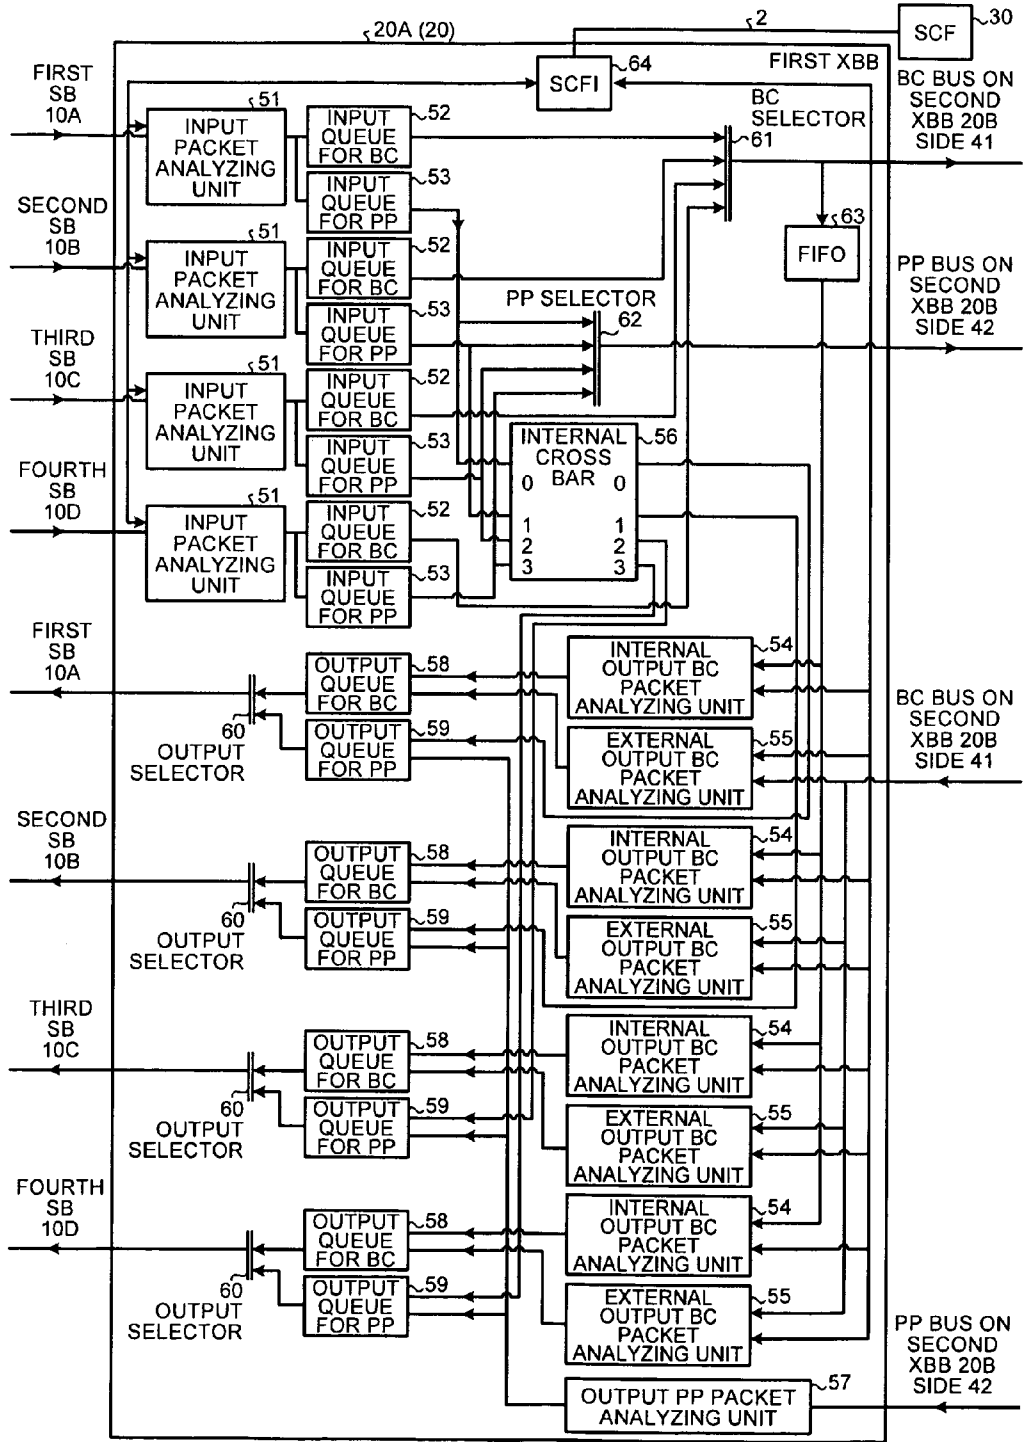 20A (20)
2
30
SCF
FIRST XBB
64
SCFI
FIRST
SB
10A
51
INPUT
PACKET
ANALYZING
UNIT
52
INPUT
QUEUE
FOR BC
53
INPUT
QUEUE
FOR PP
BC
SELECTOR
61
BC BUS ON
SECOND
XBB 20B
SIDE 41
SECOND
SB
10B
51
INPUT
PACKET
ANALYZING
UNIT
52
INPUT
QUEUE
FOR BC
53
INPUT
QUEUE
FOR PP
63
FIFO
PP SELECTOR
62
PP BUS ON
SECOND
XBB 20B
SIDE 42
THIRD
SB
10C
51
INPUT
PACKET
ANALYZING
UNIT
52
INPUT
QUEUE
FOR BC
53
INPUT
QUEUE
FOR PP
INTERNAL
CROSS
BAR
56
0 0
1 1
2 2
3 3
FOURTH
SB
10D
51
INPUT
PACKET
ANALYZING
UNIT
52
INPUT
QUEUE
FOR BC
53
INPUT
QUEUE
FOR PP
FIRST
SB
10A
60
OUTPUT
SELECTOR
58
OUTPUT
QUEUE
FOR BC
59
OUTPUT
QUEUE
FOR PP
54
INTERNAL
OUTPUT BC
PACKET
ANALYZING UNIT
55
EXTERNAL
OUTPUT BC
PACKET
ANALYZING UNIT
BC BUS ON
SECOND
XBB 20B
SIDE 41
SECOND
SB
10B
60
OUTPUT
SELECTOR
58
OUTPUT
QUEUE
FOR BC
59
OUTPUT
QUEUE
FOR PP
54
INTERNAL
OUTPUT BC
PACKET
ANALYZING UNIT
55
EXTERNAL
OUTPUT BC
PACKET
ANALYZING UNIT
THIRD
SB
10C
60
OUTPUT
SELECTOR
58
OUTPUT
QUEUE
FOR BC
59
OUTPUT
QUEUE
FOR PP
54
INTERNAL
OUTPUT BC
PACKET
ANALYZING UNIT
55
EXTERNAL
OUTPUT BC
PACKET
ANALYZING UNIT
FOURTH
SB
10D
60
OUTPUT
SELECTOR
58
OUTPUT
QUEUE
FOR BC
59
OUTPUT
QUEUE
FOR PP
54
INTERNAL
OUTPUT BC
PACKET
ANALYZING UNIT
55
EXTERNAL
OUTPUT BC
PACKET
ANALYZING UNIT
PP BUS ON
SECOND
XBB 20B
SIDE 42
57
OUTPUT PP PACKET
ANALYZING UNIT